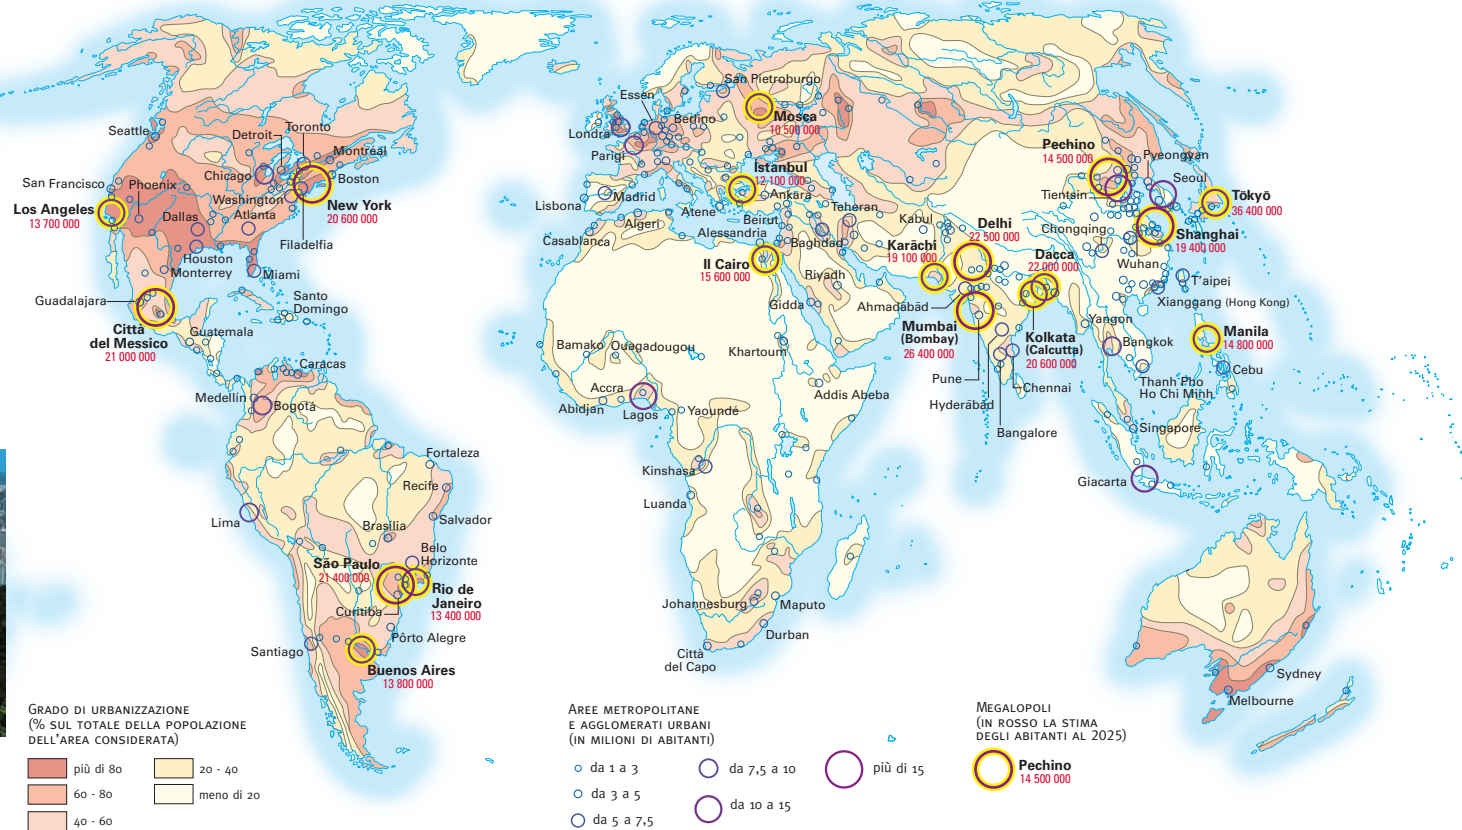 San Pietroburgo
Essen
Mosca
10 500 000
Berlino
Londra
Parigi
Seattle
Detroit
Toronto
Montréal
Chicago
Boston
Washington
New York
20 600 000
San Francisco
Phoenix
Los Angeles
13 700 000
Dallas
Atlanta
Filadelfia
Houston
Monterrey
Miami
Guadalajara
Santo
Domingo
Città
del Messico
21 000 000
Guatemala
Caracas
Medellín
Bogotá
Fortaleza
Recife
Lima
Salvador
Brasília
Belo
Horizonte
São Paulo
21 400 000
Rio de
Janeiro
13 400 000
Curitiba
Pôrto Alegre
Santiago
Buenos Aires
13 800 000
İstanbul
12 100 000
Ankara
Madrid
Lisbona
Atene
Algeri
Casablanca
Beirut
Alessandria
Baghdad
Teheran
Il Cairo
15 600 000
Riyadh
Gidda
Bamako
Ouagadougou
Khartoum
Accra
Abidjan
Lagos
Yaoundé
Addis Abeba
Kinshasa
Luanda
Johannesburg
Maputo
Durban
Città
del Capo
Pechino
14 500 000
Pyeongyan
Seoul
Tientsin
Tōkyō
36 400 000
Kabul
Delhi
22 500 000
Chongqing
Shanghai
19 400 000
Karāchi
19 100 000
Dacca
22 000 000
Wuhan
T'aipei
Ahmadābād
Xianggang (Hong Kong)
Mumbai
(Bombay)
26 400 000
Yangon
Kolkata
(Calcutta)
20 600 000
Bangkok
Manila
14 800 000
Cebu
Pune
Chennai
Thanh Pho
Ho Chi Minh
Hyderābād
Bangalore
Singapore
Giacarta
Sydney
Melbourne
Grado di urbanizzazione
(% sul totale della popolazione
dell'area considerata)
più di 80
60 - 80
40 - 60
20 - 40
meno di 20
Aree metropolitane
e agglomerati urbani
(in milioni di abitanti)
da 1 a 3
da 3 a 5
da 5 a 7,5
da 7,5 a 10
da 10 a 15
più di 15
Megalopoli
(in rosso la stima
degli abitanti al 2025)
Pechino
14 500 000